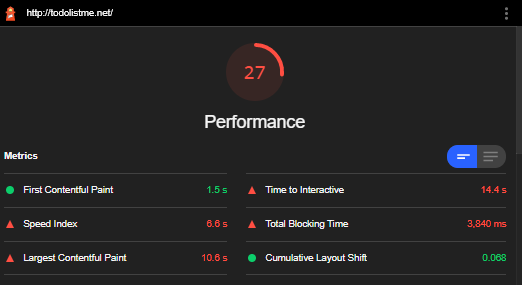 http://todolistme.net/
27
Performance
Metrics
First Contentful Paint 1.5 s
Time to Interactive 14.4 s
Speed Index 6.6 s
Total Blocking Time 3,840 ms
Largest Contentful Paint 10.6 s
Cumulative Layout Shift 0.068